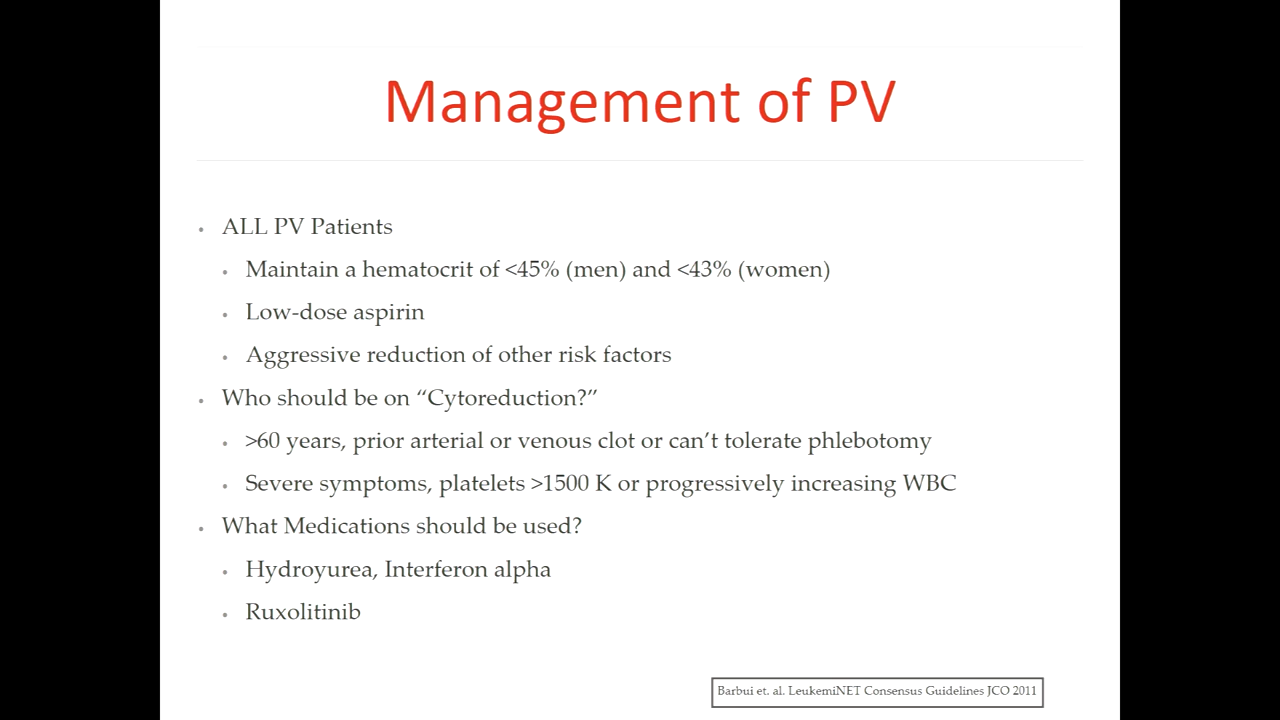 Management of PV
ALL PV Patients
Maintain a hematocrit of <45% (men) and <43% (women)
Low-dose aspirin
Aggressive reduction of other risk factors
Who should be on “Cytoreduction?”
>60 years, prior arterial or venous clot or can’t tolerate phlebotomy
Severe symptoms, platelets >1500 K or progressively increasing WBC
What Medications should be used?
Hydroyurea, Interferon alpha
Ruxolitinib
Barbui et. al. LeukemiNET Consensus Guidelines JCO 2011